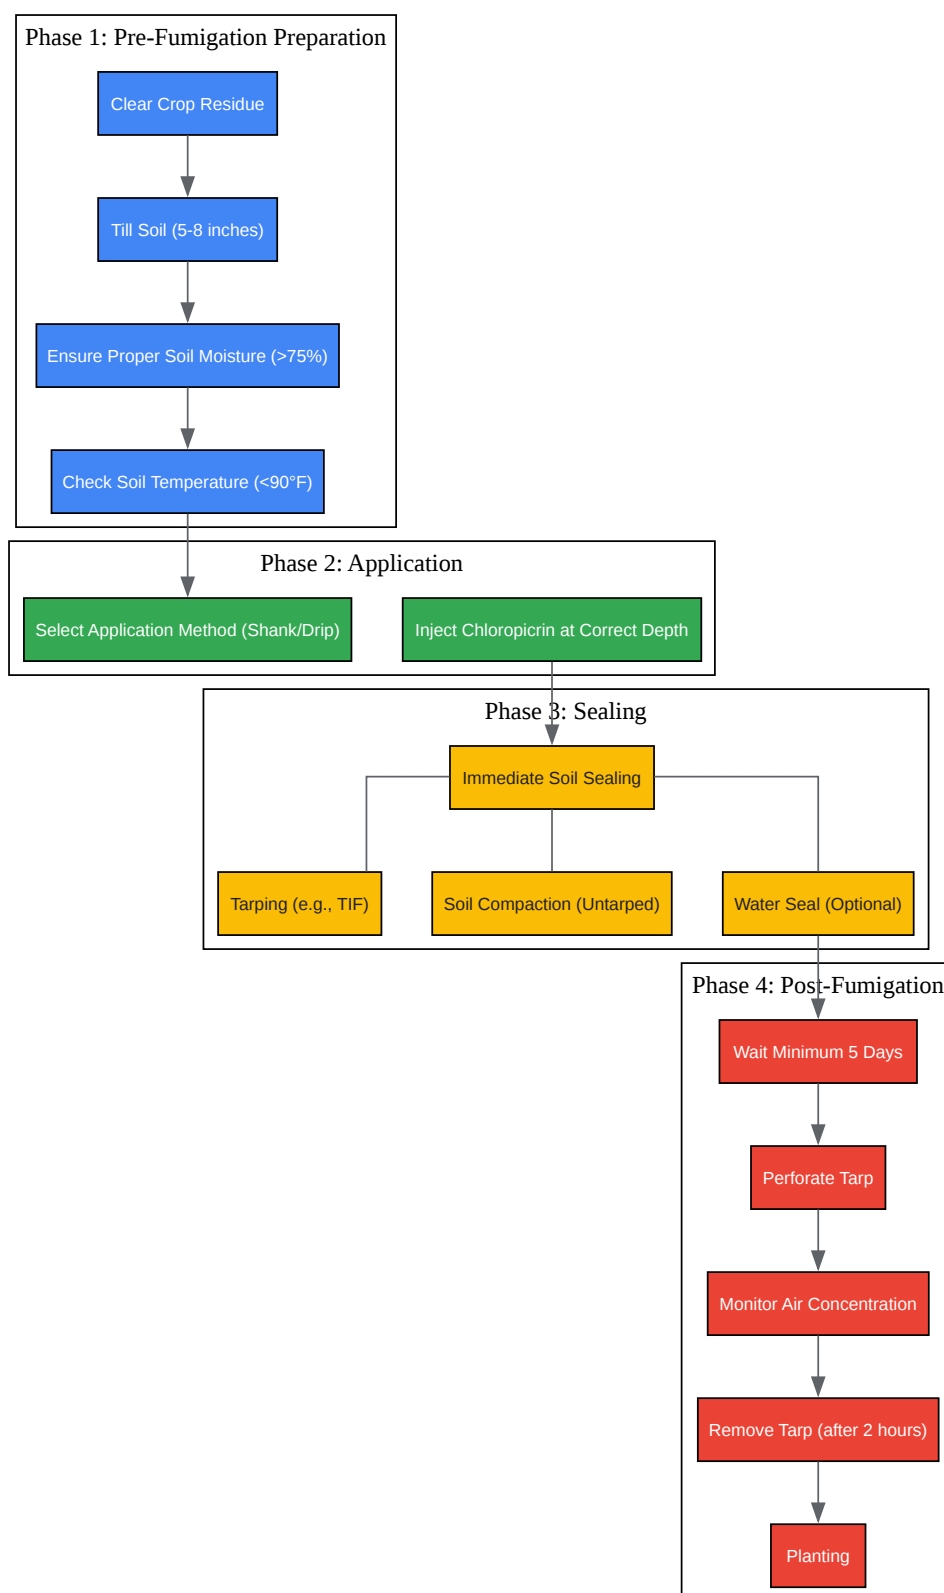 Phase 1: Pre-Fumigation Preparation
Clear Crop Residue
Till Soil (5-8 inches)
Ensure Proper Soil Moisture (>75%)
Check Soil Temperature (<90°F)
Phase 2: Application
Select Application Method (Shank/Drip)
Inject Chloropicrin at Correct Depth
Phase 3: Sealing
Immediate Soil Sealing
Tarping (e.g., TIF)
Soil Compaction (Untarped)
Water Seal (Optional)
Phase 4: Post-Fumigation
Wait Minimum 5 Days
Perforate Tarp
Monitor Air Concentration
Remove Tarp (after 2 hours)
Planting